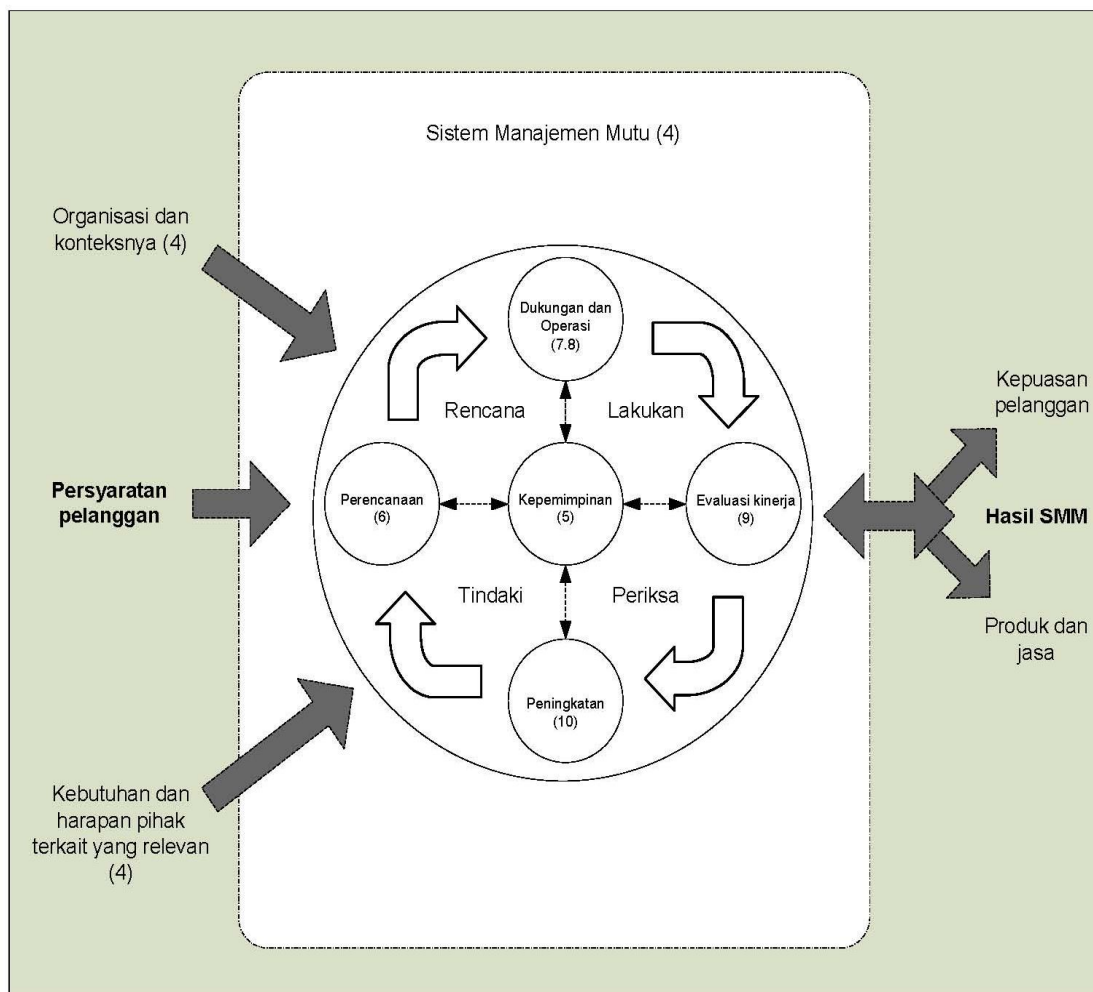 Sistem Manajemen Mutu (4)
Organisasi dan
konteksnya (4)
Dukungan dan
Operasi
(7.8)
Kepuasan
pelanggan
Rencana
Lakukan
Persyaratan
pelanggan
Perencanaan
(6)
Kepemimpinan
(5)
Evaluasi kinerja
(9)
Hasil SMM
Tindaki
Periksa
Produk dan
jasa
Peningkatan
(10)
Kebutuhan dan
harapan pihak
terkait yang relevan
(4)